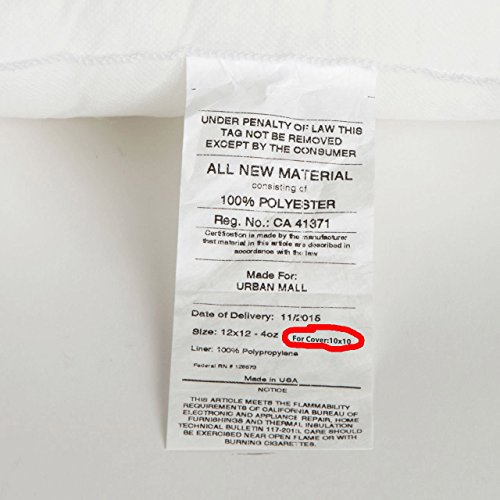 UNDER PENALTY OF LAW THIS
TAG NOT BE REMOVED
EXCEPT BY THE CONSUMER
ALL NEW MATERIAL
consisting of
100% POLYESTER
Reg. No.: CA 41371
Certification is made by the manufacturer
that material in this article are described in
accordance with the law
Made For:
URBAN MALL
Date of Delivery: 11/2015
Size: 12x12 - 4oz For Cover:10x10
Liner: 100% Polypropylene
Federal RN #
Made in USA
NOTICE
THIS ARTICLE MEETS THE FLAMMABILITY
REQUIREMENTS OF CALIFORNIA BUREAU OF
ELECTRONIC AND APPLIANCE REPAIR, HOME
FURNISHINGS AND THERMAL INSULATION
TECHNICAL BULLETIN 117-2013. CARE SHOULD
BE EXERCISED NEAR OPEN FLAME OR WITH
BURNING CIGARETTES.